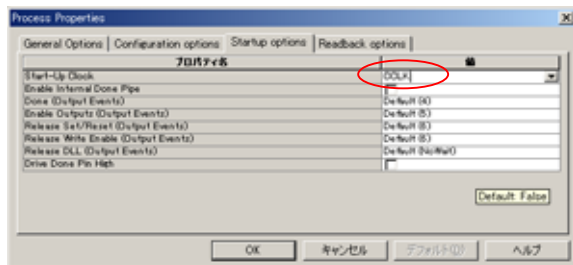 Process Properties
General Options Configuration options Startup options Readback options
プロパティ名 値
Start-Up Clock CCLK
Enable Internal Done Pipe
Done (Output Events) Default (4)
Enable Outputs (Output Events) Default (5)
Release Set/Reset (Output Events) Default (6)
Release Write Enable (Output Events) Default (6)
Release DLL (Output Events) Default (NoWait)
Drive Done Pin High
Default: False
OK キャンセル デフォルト(D) ヘルプ